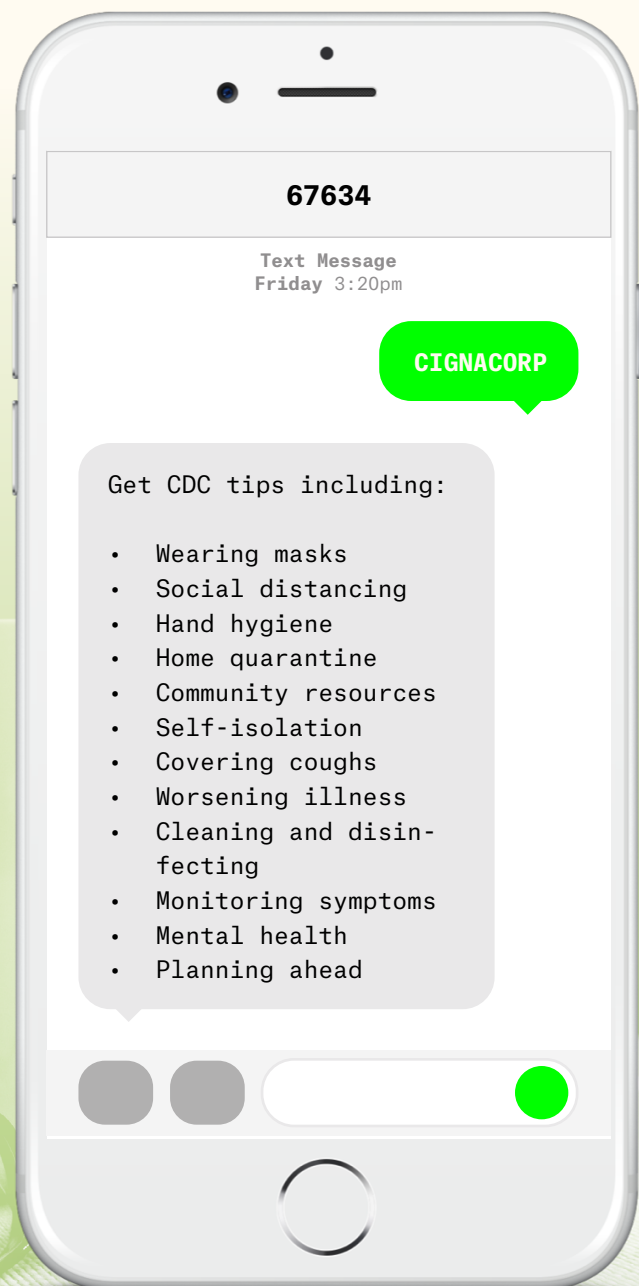 67634
Text Message
Friday 3:20pm
CIGNACORP
Get CDC tips including:
• Wearing masks
• Social distancing
• Hand hygiene
• Home quarantine
• Community resources
• Self-isolation
• Covering coughs
• Worsening illness
• Cleaning and disin-
fecting
• Monitoring symptoms
• Mental health
• Planning ahead